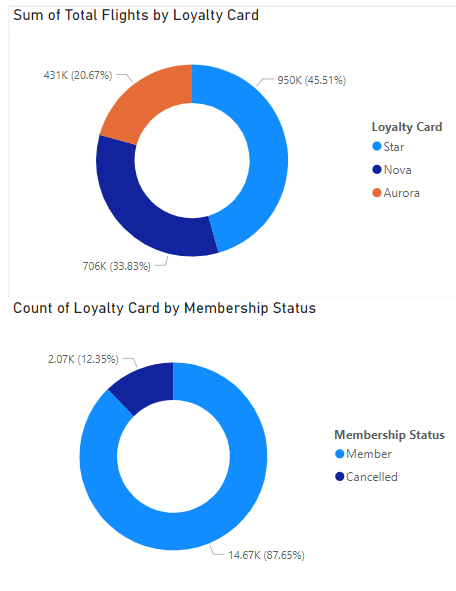 Sum of Total Flights by Loyalty Card
431K (20.67%)
950K (45.51%)
Loyalty Card
Star
Nova
Aurora
706K (33.83%)
Count of Loyalty Card by Membership Status
2.07K (12.35%)
Membership Status
Member
Cancelled
14.67K (87.65%)